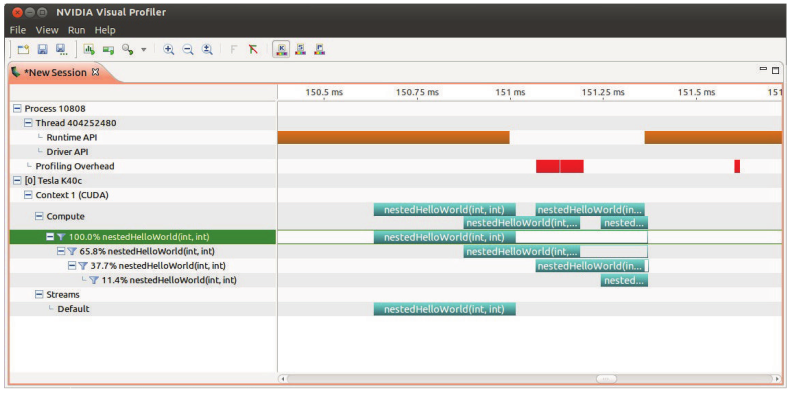 NVIDIA Visual Profiler
File View Run Help
*New Session
150.5 ms 150.75 ms 151 ms 151.25 ms 151.5 ms 151
Process 10808
Thread 404252480
Runtime API
Driver API
Profiling Overhead
[0] Tesla K40c
Context 1 (CUDA)
Compute
nestedHelloWorld(int, int) nestedHelloWorld(in...
nestedHelloWorld(int,... nested...
100.0% nestedHelloWorld(int, int) nestedHelloWorld(int, int)
65.8% nestedHelloWorld(int, int) nestedHelloWorld(int,...
37.7% nestedHelloWorld(int, int) nestedHelloWorld(in...
11.4% nestedHelloWorld(int, int) nested...
Streams
Default nestedHelloWorld(int, int)